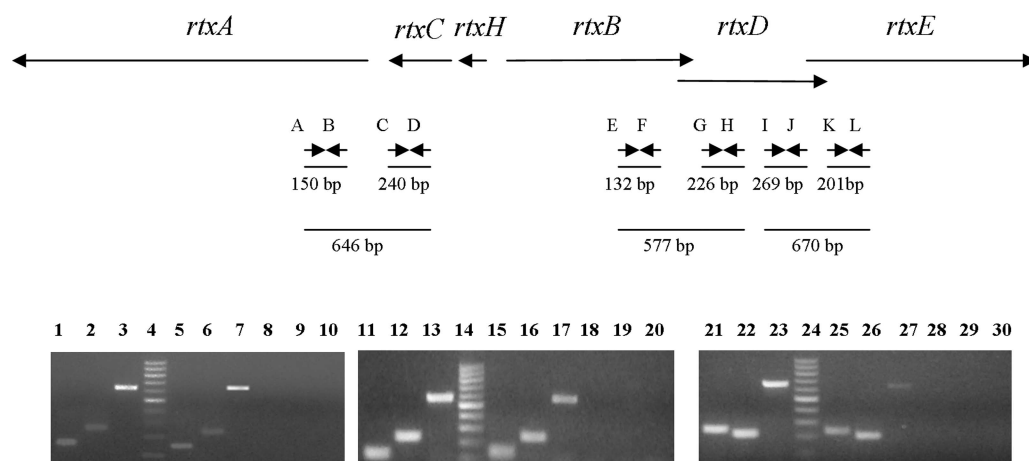 rtxA rtxC rtxH rtxB rtxD rtxE
A B C D E F G H I J K L
150 bp 240 bp 132 bp 226 bp 269 bp 201bp
646 bp 577 bp 670 bp
1 2 3 4 5 6 7 8 9 10 11 12 13 14 15 16 17 18 19 20 21 22 23 24 25 26 27 28 29 30